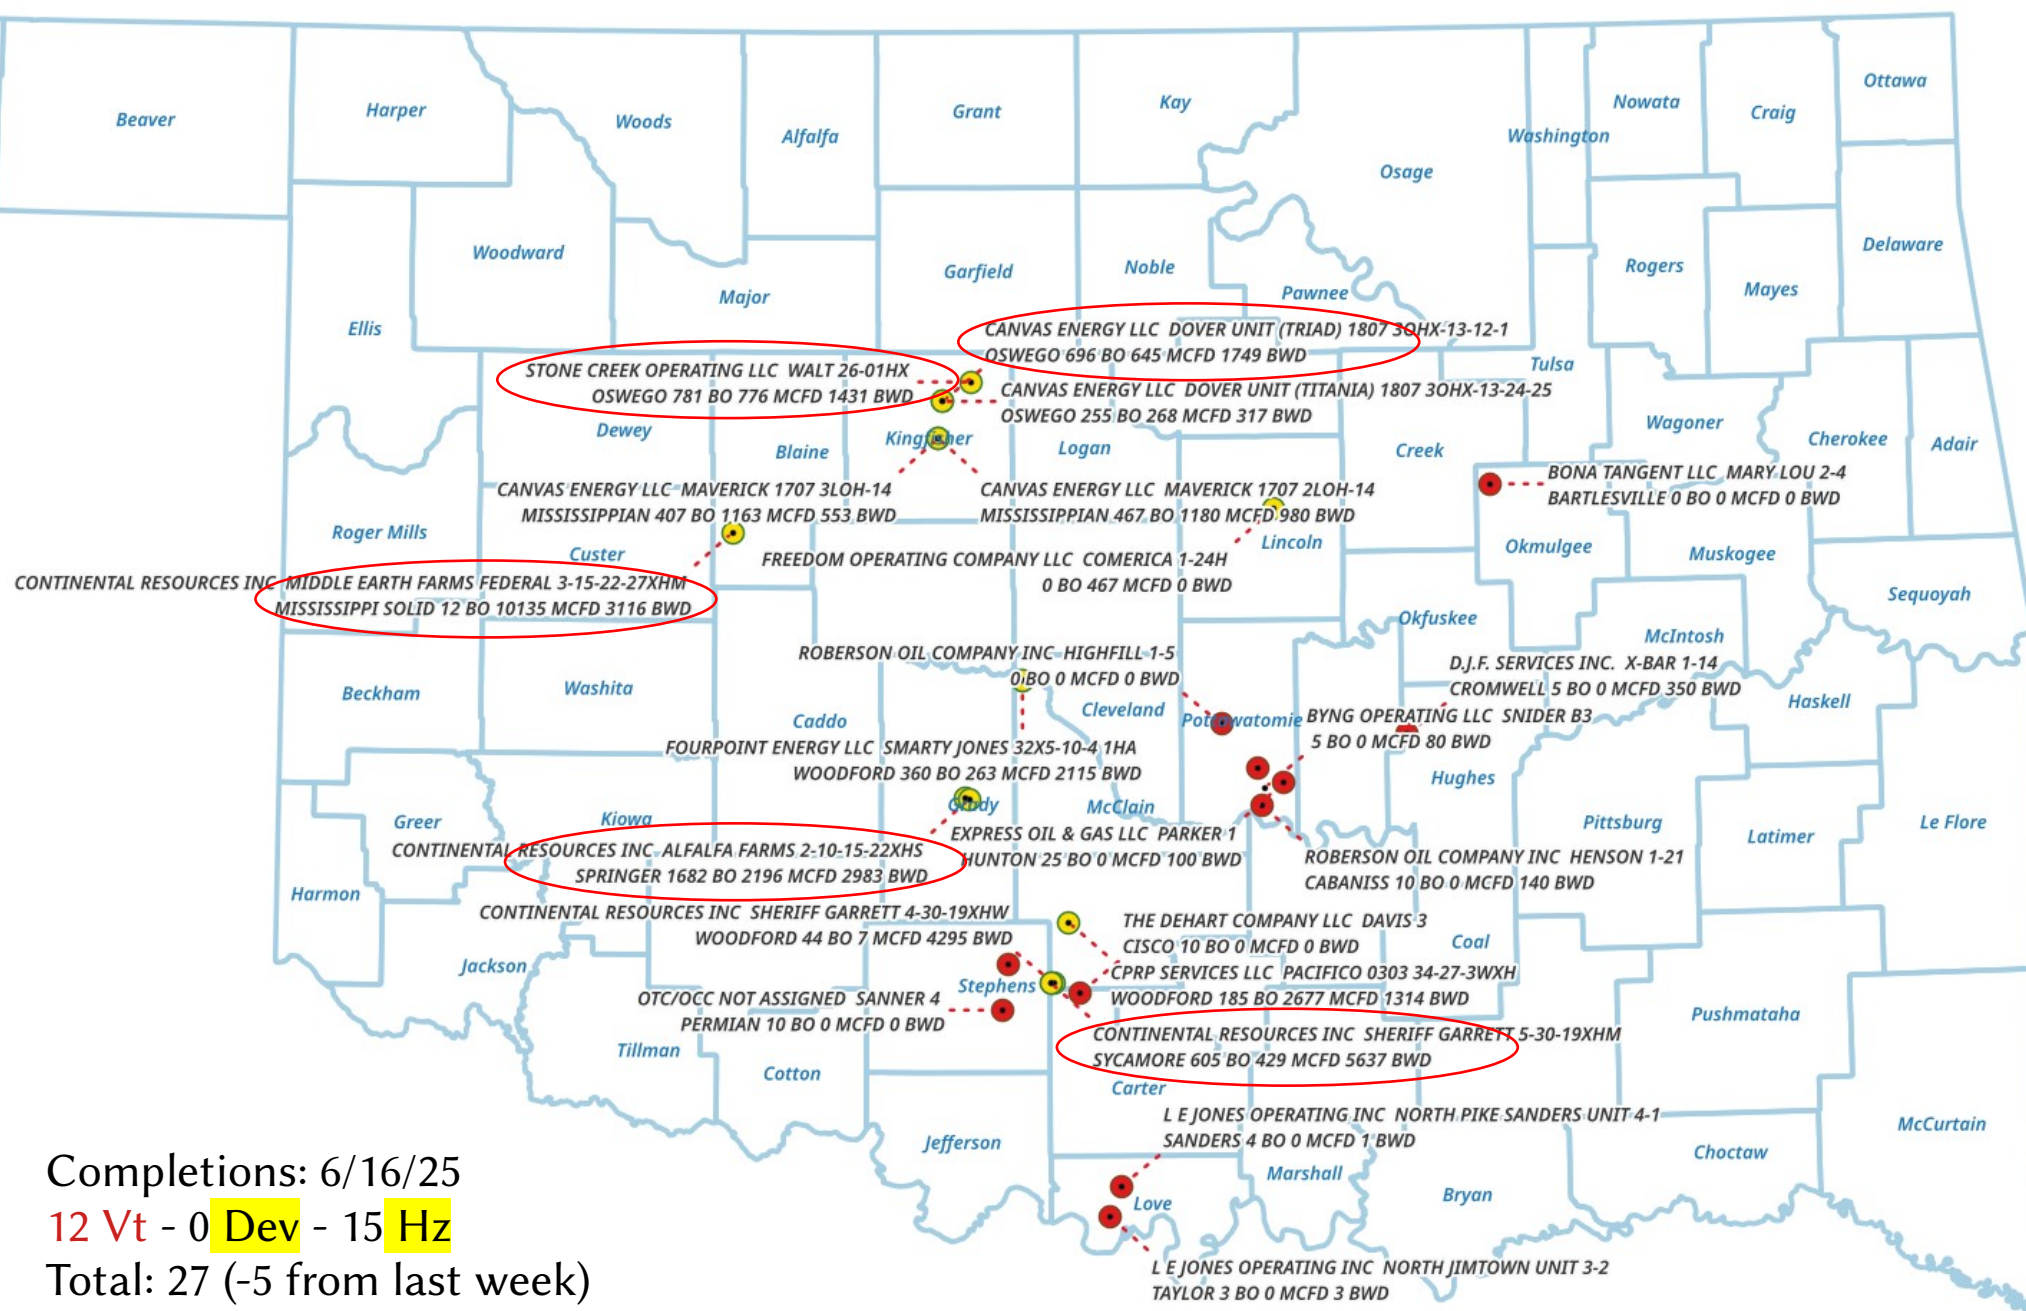 Beaver
Harper
Woods
Alfalfa
Grant
Kay
Osage
Washington
Nowata
Craig
Ottawa
Delaware
Rogers
Mayes
Woodward
Ellis
Major
Garfield
Noble
Pawnee
CANVAS ENERGY LLC DOVER UNIT (TRIAD) 1807 3OHX-13-12-1
OSWEGO 696 BO 645 MCFD 1749 BWD
STONE CREEK OPERATING LLC WALT 26-01HX
OSWEGO 781 BO 776 MCFD 1431 BWD
CANVAS ENERGY LLC DOVER UNIT (TITANIA) 1807 3OHX-13-24-25
OSWEGO 255 BO 268 MCFD 317 BWD
Tulsa
Dewey
Blaine
Kingfisher
Logan
Creek
Wagoner
Cherokee
Adair
CANVAS ENERGY LLC MAVERICK 1707 3LOH-14
MISSISSIPPIAN 407 BO 1163 MCFD 553 BWD
CANVAS ENERGY LLC MAVERICK 1707 2LOH-14
MISSISSIPPIAN 467 BO 1180 MCFD 980 BWD
BONA TANGENT LLC MARY LOU 2-4
BARTLESVILLE 0 BO 0 MCFD 0 BWD
Roger Mills
Custer
Lincoln
Okmulgee
Muskogee
Sequoyah
FREEDOM OPERATING COMPANY LLC COMERICA 1-24H
0 BO 467 MCFD 0 BWD
CONTINENTAL RESOURCES INC MIDDLE EARTH FARMS FEDERAL 3-15-22-27XHM
MISSISSIPPI SOLID 12 BO 10135 MCFD 3116 BWD
Okfuskee
McIntosh
ROBERSON OIL COMPANY INC HIGHFILL 1-5
0 BO 0 MCFD 0 BWD
D.J.F. SERVICES INC. X-BAR 1-14
CROMWELL 5 BO 0 MCFD 350 BWD
Beckham
Washita
Caddo
Cleveland
Pottawatomie
Haskell
BYNG OPERATING LLC SNIDER B3
5 BO 0 MCFD 80 BWD
FOURPOINT ENERGY LLC SMARTY JONES 32X5-10-4 1HA
WOODFORD 360 BO 263 MCFD 2115 BWD
Hughes
Greer
Kiowa
Grady
McClain
Pittsburg
Latimer
Le Flore
EXPRESS OIL & GAS LLC PARKER 1
HUNTON 25 BO 0 MCFD 100 BWD
CONTINENTAL RESOURCES INC ALFALFA FARMS 2-10-15-22XHS
SPRINGER 1682 BO 2196 MCFD 2983 BWD
ROBERSON OIL COMPANY INC HENSON 1-21
CABANISS 10 BO 0 MCFD 140 BWD
Harmon
CONTINENTAL RESOURCES INC SHERIFF GARRETT 4-30-19XHW
WOODFORD 44 BO 7 MCFD 4295 BWD
THE DEHART COMPANY LLC DAVIS 3
CISCO 10 BO 0 MCFD 0 BWD
Coal
Jackson
Stephens
CPRP SERVICES LLC PACIFICO 0303 34-27-3WXH
WOODFORD 185 BO 2677 MCFD 1314 BWD
OTC/OCC NOT ASSIGNED SANNER 4
PERMIAN 10 BO 0 MCFD 0 BWD
Pushmataha
CONTINENTAL RESOURCES INC SHERIFF GARRETT 5-30-19XHM
SYCAMORE 605 BO 429 MCFD 5637 BWD
Tillman
Cotton
Carter
L E JONES OPERATING INC NORTH PIKE SANDERS UNIT 4-1
SANDERS 4 BO 0 MCFD 1 BWD
Jefferson
Marshall
Choctaw
McCurtain
Love
Bryan
L E JONES OPERATING INC NORTH JIMTOWN UNIT 3-2
TAYLOR 3 BO 0 MCFD 3 BWD
Completions: 6/16/25
12 Vt - 0 Dev - 15 Hz
Total: 27 (-5 from last week)